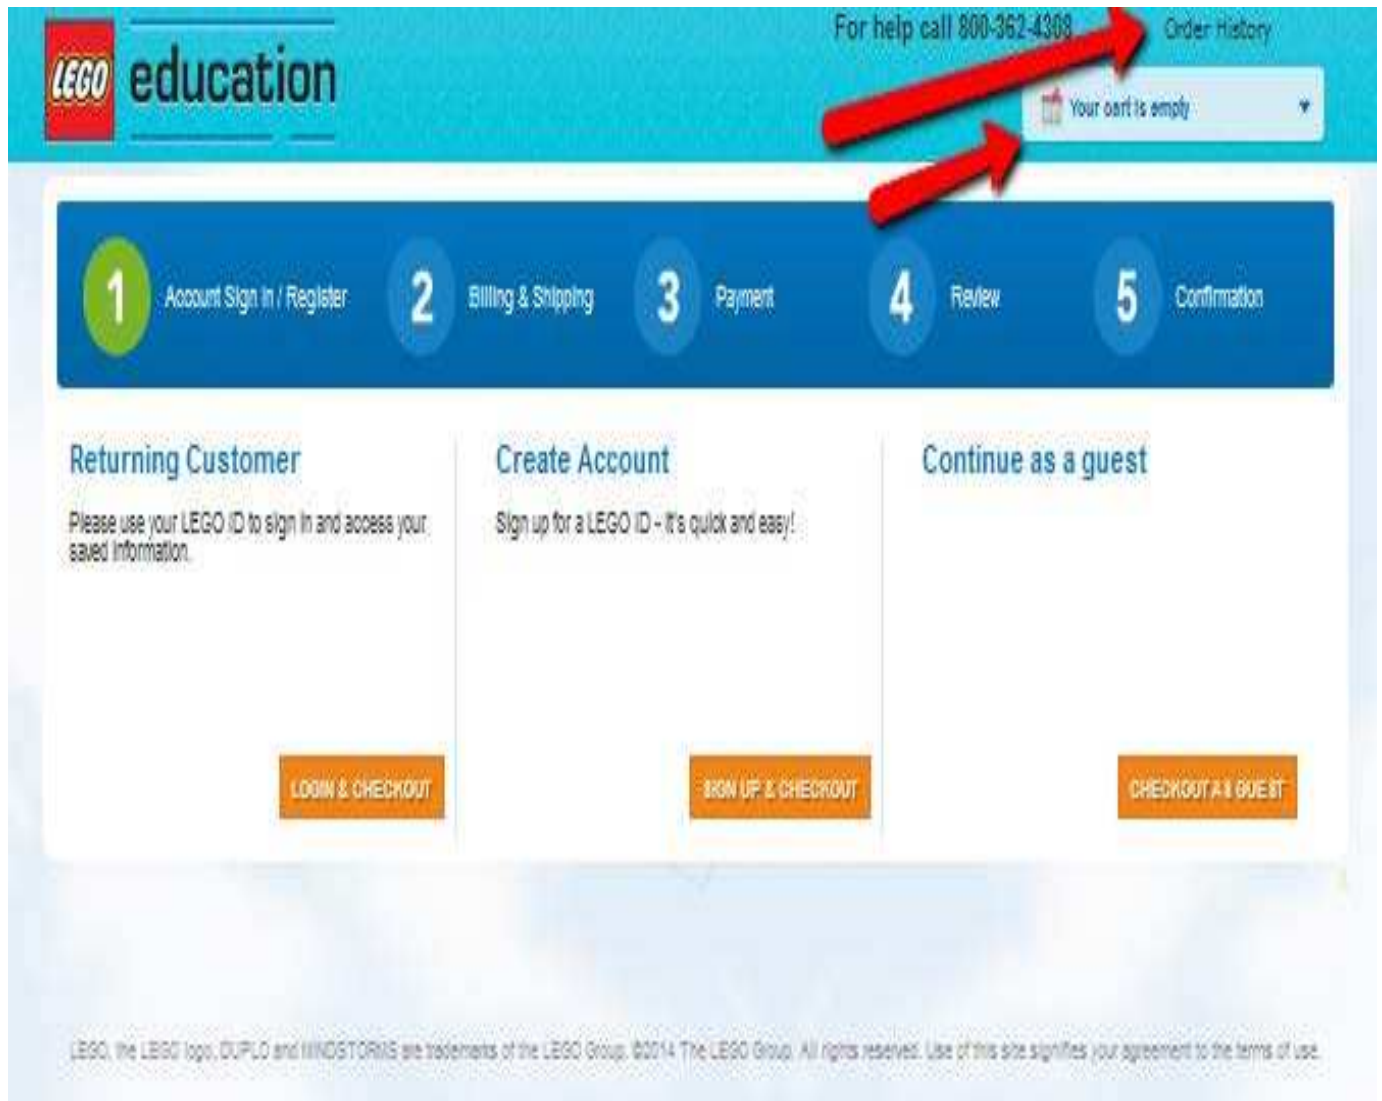 LEGO education
For help call 800-362-4308
Order History
Your cart is empty
1 Account Sign In / Register
2 Billing & Shipping
3 Payment
4 Review
5 Confirmation
Returning Customer
Please use your LEGO ID to sign in and access your
saved information.
LOGIN & CHECKOUT
Create Account
Sign up for a LEGO ID – it's quick and easy!
SIGN UP & CHECKOUT
Continue as a guest
CHECKOUT AS GUEST
LEGO, the LEGO logo, DUPLO and MINDSTORMS are trademarks of the LEGO Group. ©2014 The LEGO Group. All rights reserved. Use of this site signifies your agreement to the terms of use.